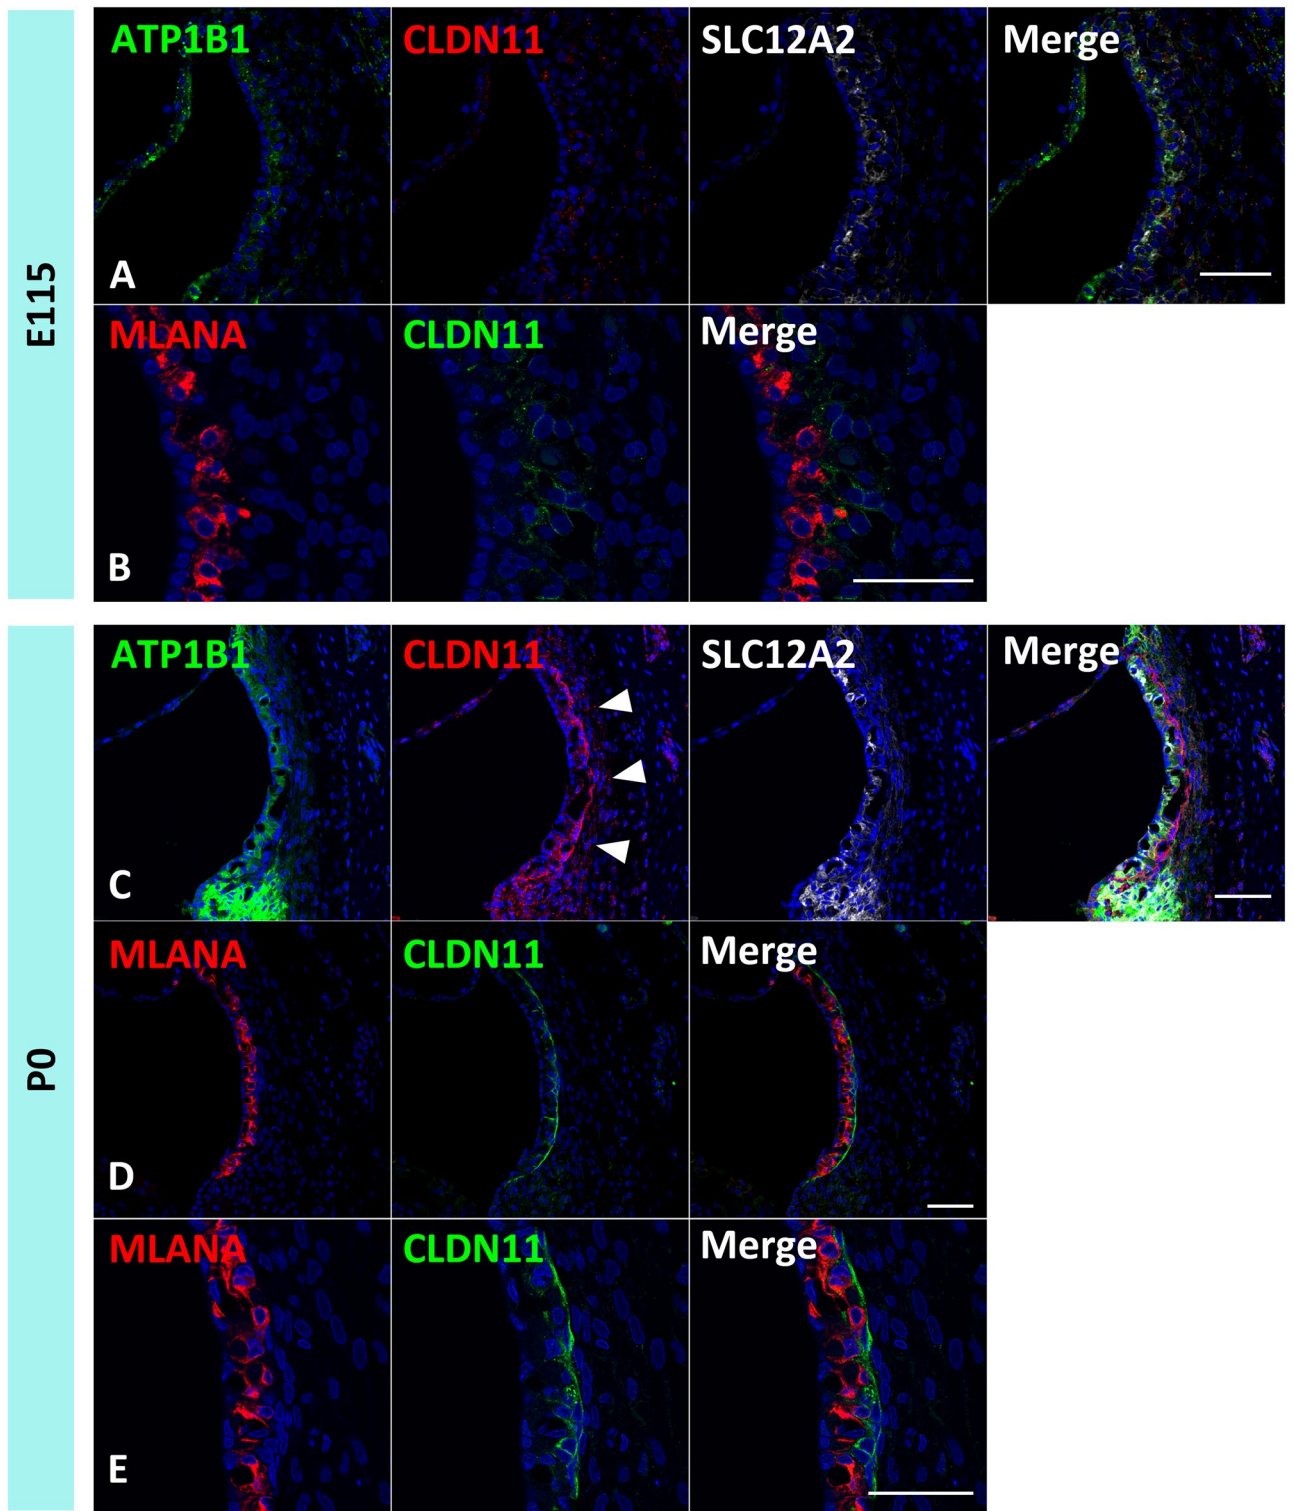 E115
ATP1B1
CLDN11
SLC12A2
Merge
A
MLANA
CLDN11
Merge
B
P0
ATP1B1
CLDN11
SLC12A2
Merge
C
MLANA
CLDN11
Merge
D
MLANA
CLDN11
Merge
E